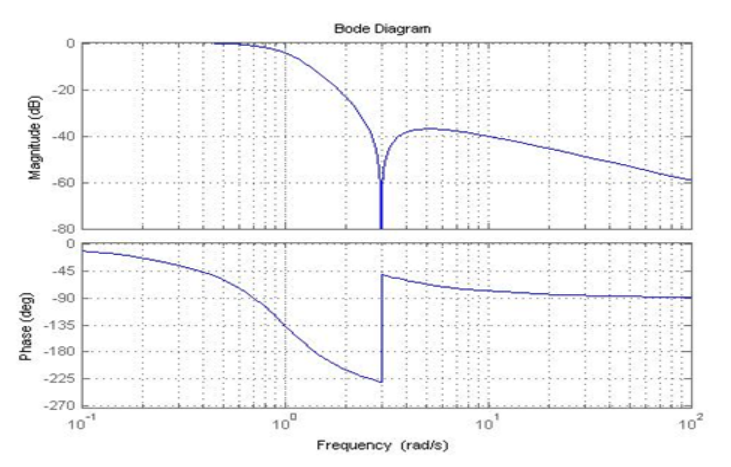 Bode Diagram
Magnitude (dB)
0
-20
-40
-60
-80
Phase (deg)
0
-45
-90
-135
-180
-225
-270
10^-1 10^0 10^1 10^2
Frequency (rad/s)